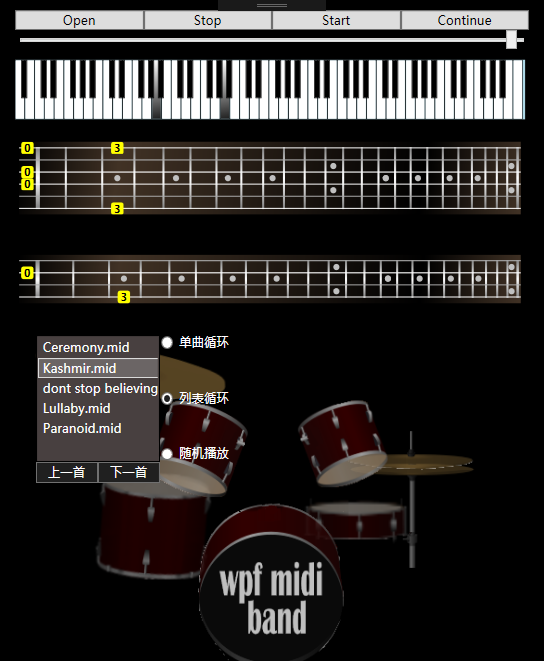 Open Stop Start Continue
0 3
0
0
3
0
3
Ceremony.mid
单曲循环
Kashmir.mid
dont stop believing
列表循环
Lullaby.mid
Paranoid.mid
随机播放
上一首 下一首
wpf midi
band